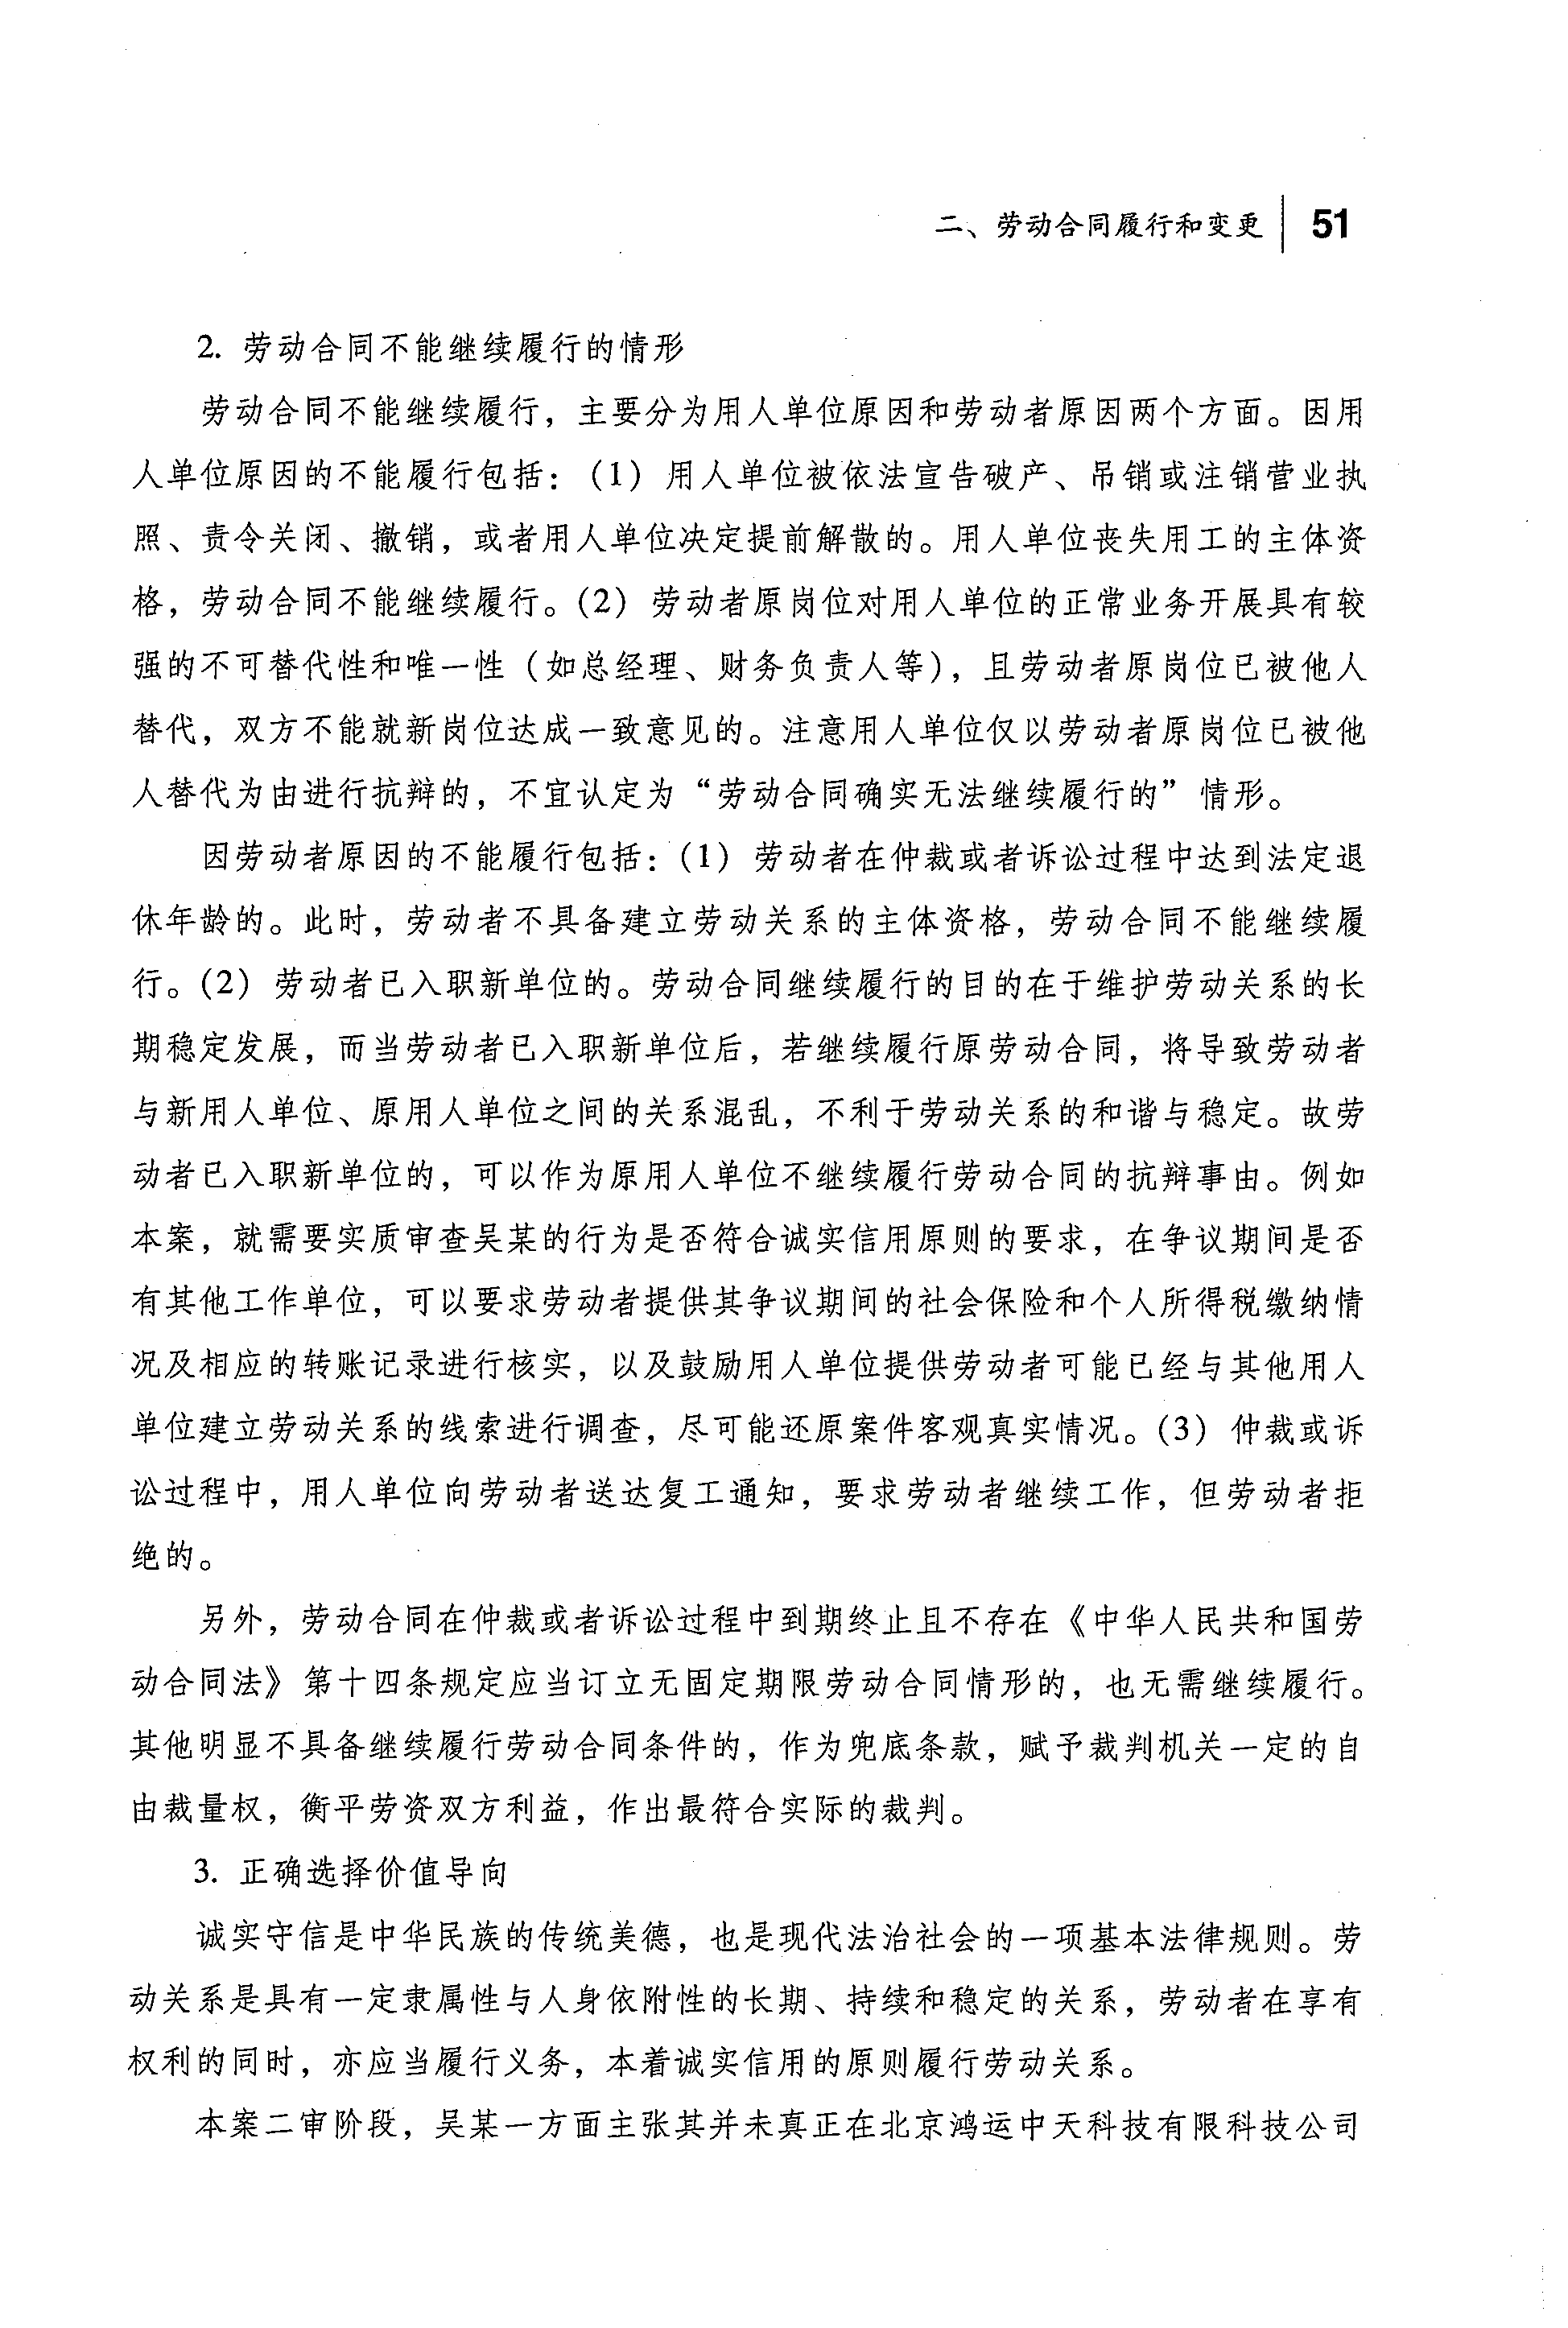 二、劳动合同履行和变更 51
2. 劳动合同不能继续履行的情形
劳动合同不能继续履行，主要分为用人单位原因和劳动者原因两个方面。因用
人单位原因的不能履行包括：（1）用人单位被依法宣告破产、吊销或注销营业执
照、责令关闭、撤销，或者用人单位决定提前解散的。用人单位丧失用工的主体资
格，劳动合同不能继续履行。（2）劳动者原岗位对用人单位的正常业务开展具有较
强的不可替代性和唯一性（如总经理、财务负责人等），且劳动者原岗位已被他人
替代，双方不能就新岗位达成一致意见的。注意用人单位仅以劳动者原岗位已被他
人替代为由进行抗辩的，不宜认定为“劳动合同确实无法继续履行的”情形。
因劳动者原因的不能履行包括：（1）劳动者在仲裁或者诉讼过程中达到法定退
休年龄的。此时，劳动者不具备建立劳动关系的主体资格，劳动合同不能继续履
行。（2）劳动者已入职新单位的。劳动合同继续履行的目的在于维护劳动关系的长
期稳定发展，而当劳动者已入职新单位后，若继续履行原劳动合同，将导致劳动者
与新用人单位、原用人单位之间的关系混乱，不利于劳动关系的和谐与稳定。故劳
动者已入职新单位的，可以作为原用人单位不继续履行劳动合同的抗辩事由。例如
本案，就需要实质审查吴某的行为是否符合诚实信用原则的要求，在争议期间是否
有其他工作单位，可以要求劳动者提供其争议期间的社会保险和个人所得税缴纳情
况及相应的转账记录进行核实，以及鼓励用人单位提供劳动者可能已经与其他用人
单位建立劳动关系的线索进行调查，尽可能还原案件客观真实情况。（3）仲裁或诉
讼过程中，用人单位向劳动者送达复工通知，要求劳动者继续工作，但劳动者拒
绝的。
另外，劳动合同在仲裁或者诉讼过程中到期终止且不存在《中华人民共和国劳
动合同法》第十四条规定应当订立无固定期限劳动合同情形的，也无需继续履行。
其他明显不具备继续履行劳动合同条件的，作为兜底条款，赋予裁判机关一定的自
由裁量权，衡平劳资双方利益，作出最符合实际的裁判。
3. 正确选择价值导向
诚实守信是中华民族的传统美德，也是现代法治社会的一项基本法律规则。劳
动关系是具有一定隶属性与人身依附性的长期、持续和稳定的关系，劳动者在享有
权利的同时，亦应当履行义务，本着诚实信用的原则履行劳动关系。
本案二审阶段，吴某一方面主张其并未真正在北京鸿运中天科技有限科技公司